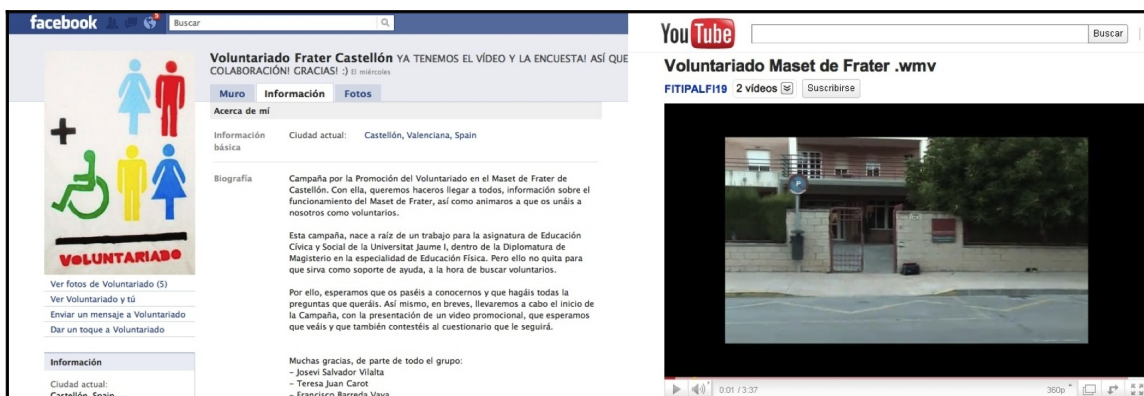 facebook
5
Buscar
Voluntariado Frater Castellón YA TENEMOS EL VÍDEO Y LA ENCUESTA! ASÍ QUE
COLABORACIÓN! GRACIAS! :) El miércoles
Muro Información Fotos
Acerca de mí
Información básica
Ciudad actual: Castellón, Valenciana, Spain
Biografía
Campaña por la Promoción del Voluntariado en el Maset de Frater de
Castellón. Con ella, queremos haceros llegar a todos, información sobre el
funcionamiento del Maset de Frater, así como animaros a que os unáis a
nosotros como voluntarios.
Esta campaña, nace a raíz de un trabajo para la asignatura de Educación
Cívica y Social de la Universitat Jaume I, dentro de la Diplomatura de
Magisterio en la especialidad de Educación Física. Pero ello no quita para
que sirva como soporte de ayuda, a la hora de buscar voluntarios.
Por ello, esperamos que os paséis a conocernos y que hagáis todas la
preguntas que queráis. Así mismo, en breves, llevaremos a cabo el inicio de
la Campaña, con la presentación de un video promocional, que esperamos
que veáis y que también contestéis al cuestionario que le seguirá.
Muchas gracias, de parte de todo el grupo:
- Josevi Salvador Vilalta
- Teresa Juan Carot
- Francisco Barreda Vaya
+
VOLUNTARIADO
Ver fotos de Voluntariado (5)
Ver Voluntariado y tú
Enviar un mensaje a Voluntariado
Dar un toque a Voluntariado
Información
Ciudad actual:
Castellón, Spain
YouTube
Buscar
Voluntariado Maset de Frater .wmv
FITIPALFI19 2 vídeos Suscribirse
P
0:01 / 3:37
360p